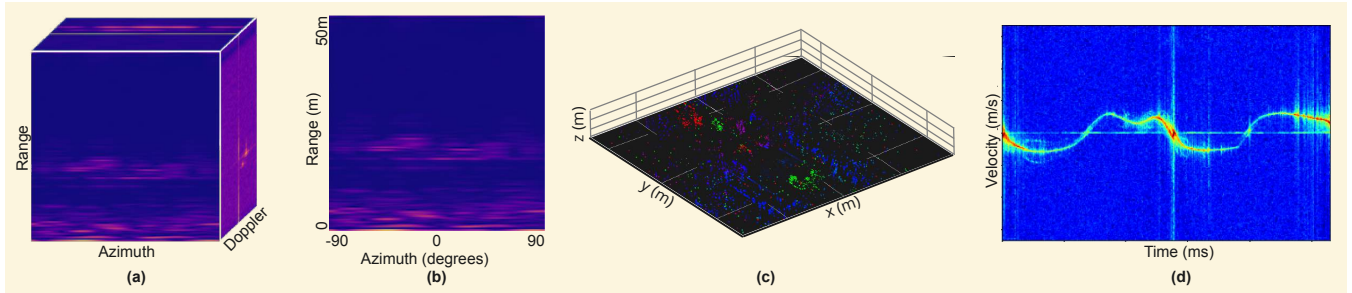 Range
Azimuth
Doppler
(a)
50m
Range (m)
0
-90 0 90
Azimuth (degrees)
(b)
z (m)
y (m)
x (m)
(c)
Velocity (m/s)
Time (ms)
(d)